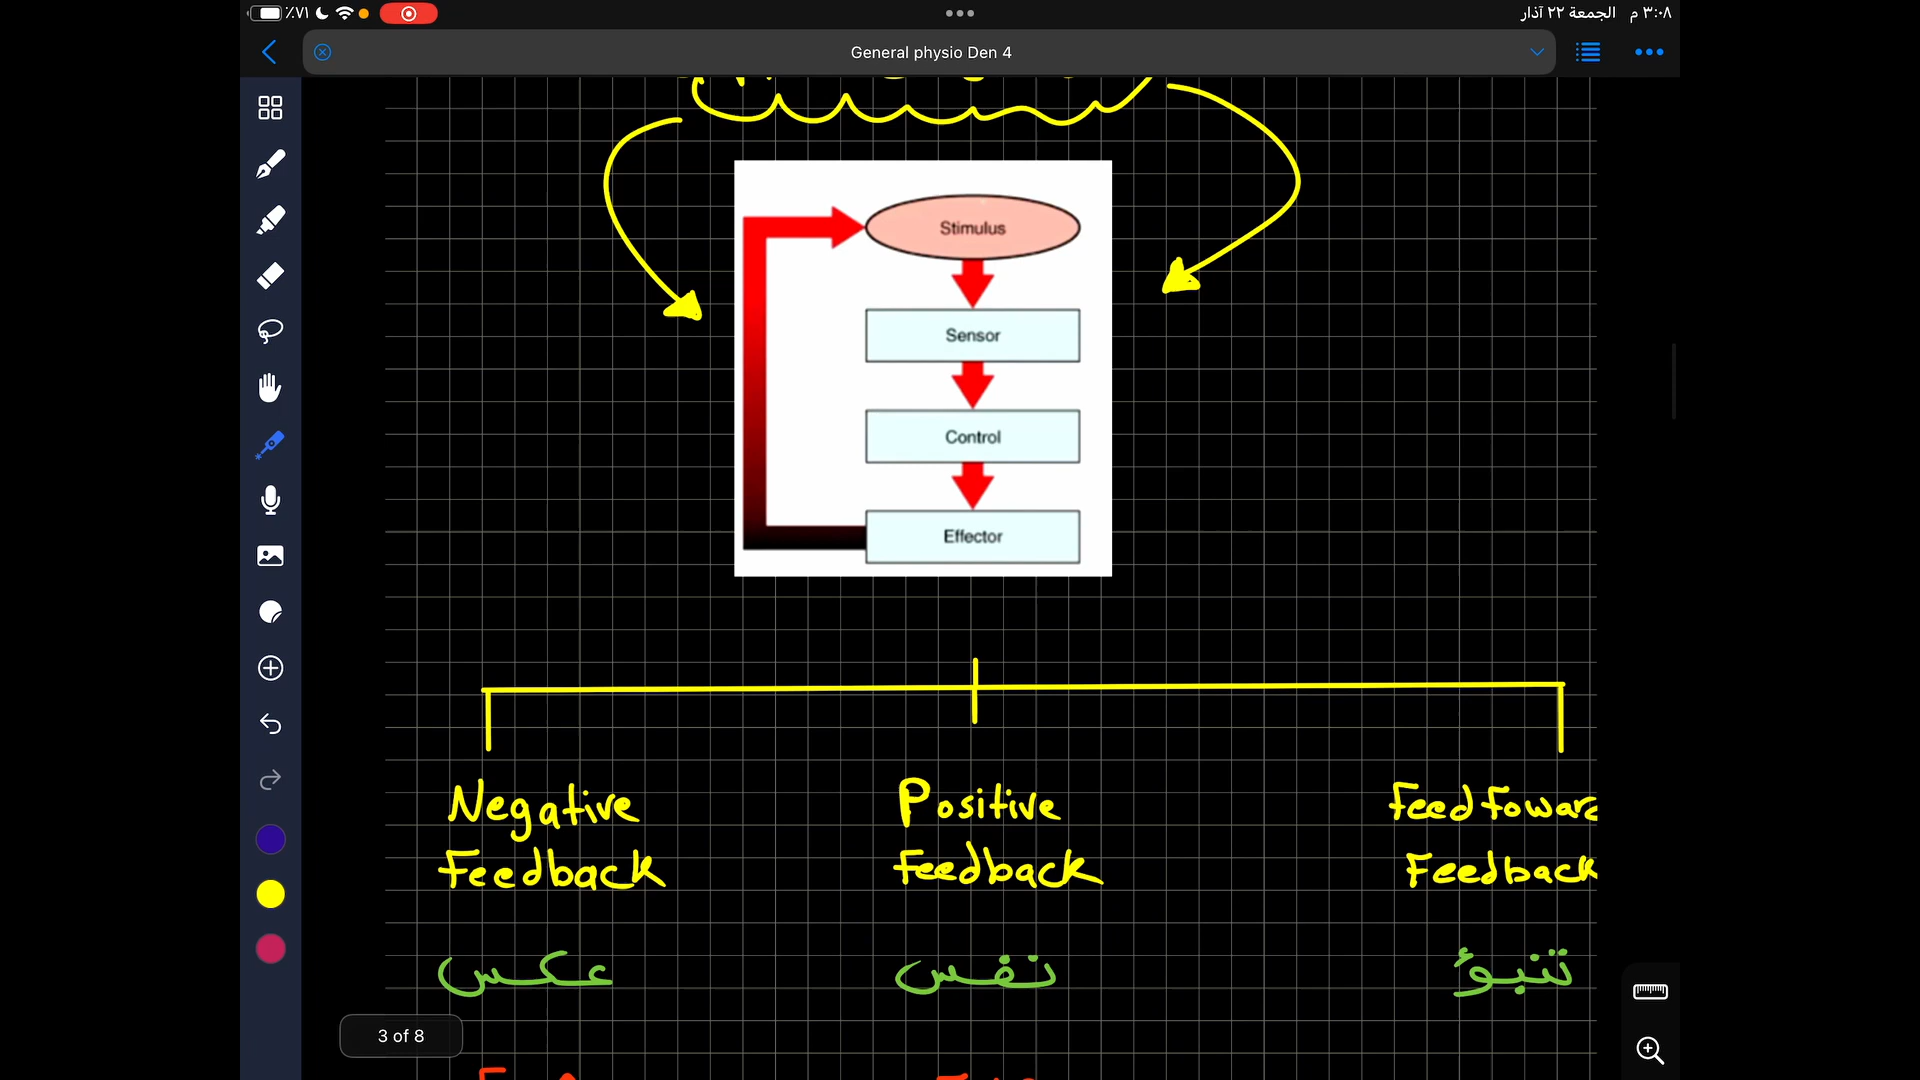 ٪٧١
الجمعة ٢٢ آذار ٣:٠٨ م
General physio Den 4
Stimulus
Sensor
Control
Effector
Negative Feedback
Positive Feedback
Feed Foward Feedback
عكس
نفس
تنبؤ
3 of 8